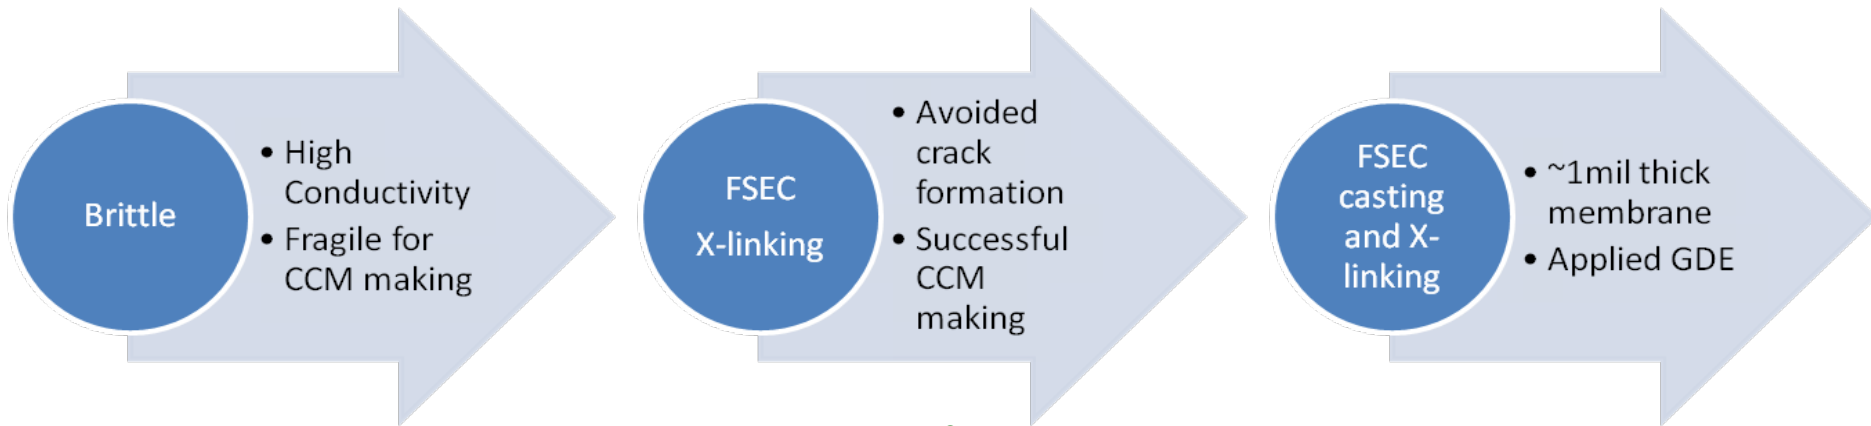 Brittle
• High
Conductivity
• Fragile for
CCM making
FSEC
X-linking
• Avoided
crack
formation
• Successful
CCM
making
FSEC
casting
and X-
linking
• ~1mil thick
membrane
• Applied GDE